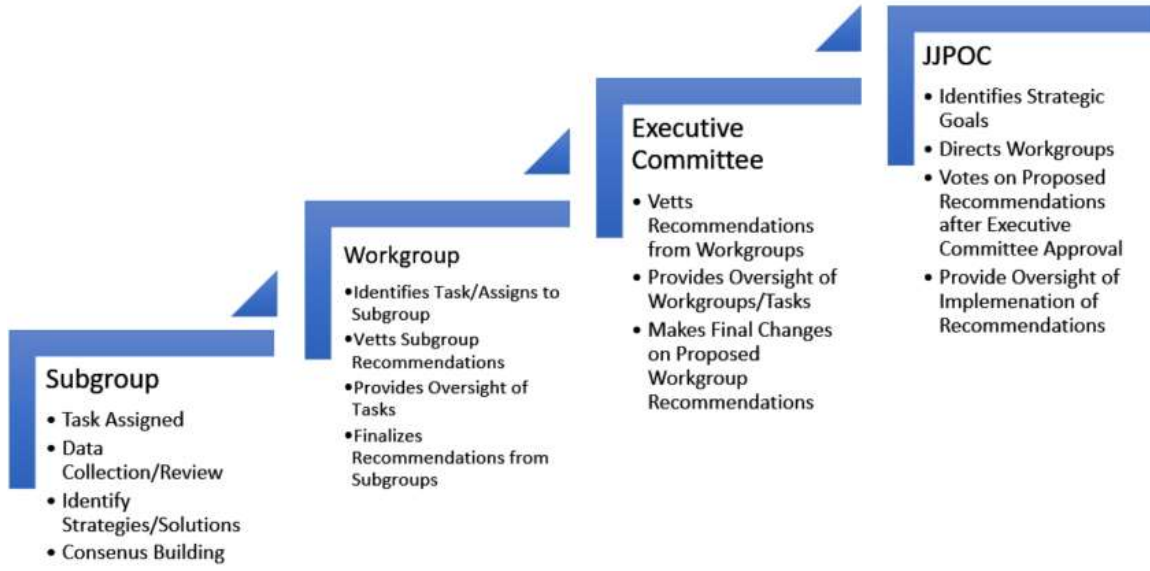 Subgroup
• Task Assigned
• Data
Collection/Review
• Identify
Strategies/Solutions
• Consenus Building
Workgroup
•Identifies Task/Assigns to
Subgroup
•Vetts Subgroup
Recommendations
•Provides Oversight of
Tasks
•Finalizes
Recommendations from
Subgroups
Executive
Committee
• Vetts
Recommendations
from Workgroups
• Provides Oversight of
Workgroups/Tasks
• Makes Final Changes
on Proposed
Workgroup
Recommendations
JJPOC
• Identifies Strategic
Goals
• Directs Workgroups
• Votes on Proposed
Recommendations
after Executive
Committee Approval
• Provide Oversight of
Implemenation of
Recommendations